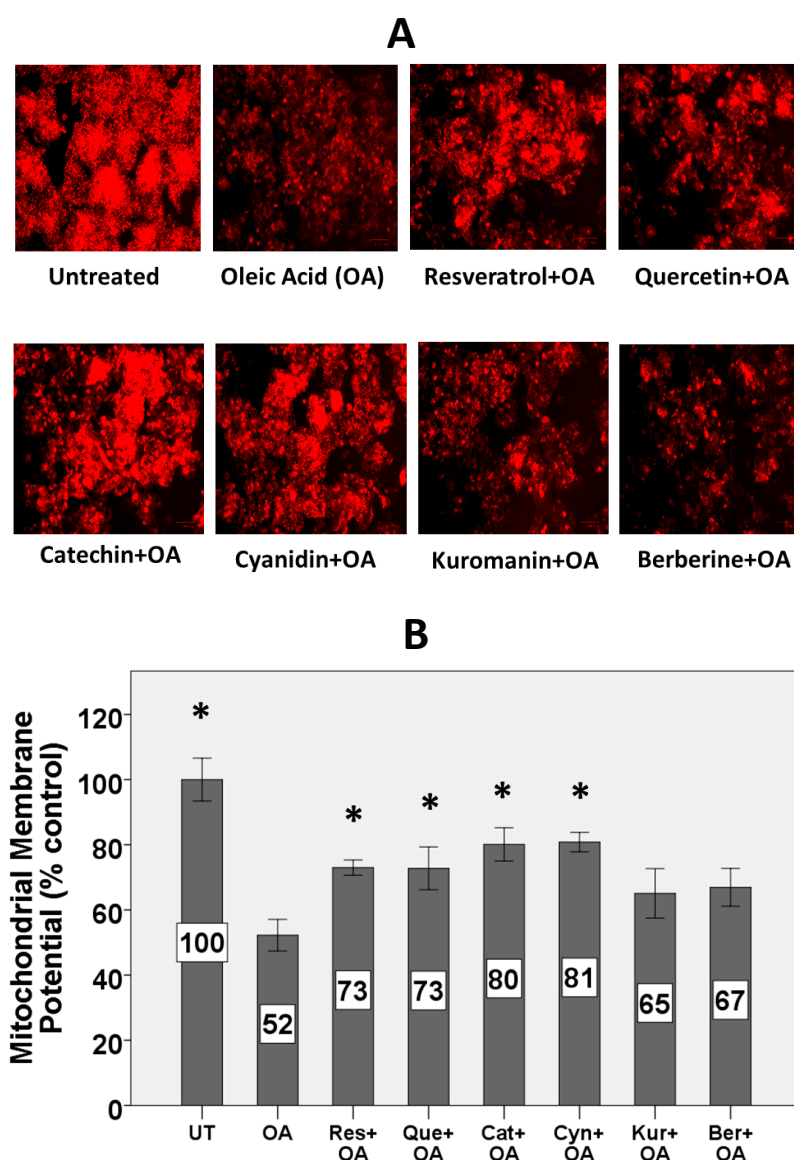 A
Untreated
Oleic Acid (OA)
Resveratrol+OA
Quercetin+OA
Catechin+OA
Cyanidin+OA
Kuromanin+OA
Berberine+OA
B
Mitochondrial Membrane
Potential (% control)
120
100
80
60
40
20
0
*
*
*
*
*
100
52
73
73
80
81
65
67
UT
OA
Res+
OA
Que+
OA
Cat+
OA
Cyn+
OA
Kur+
OA
Ber+
OA